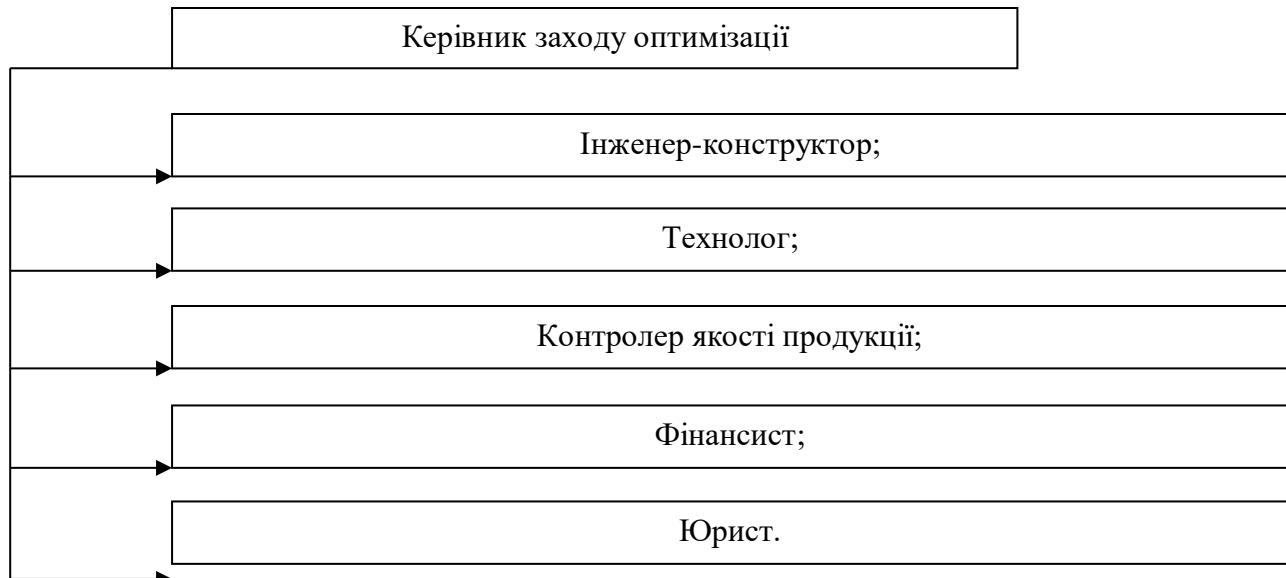 Керівник заходу оптимізації
Інженер-конструктор;
Технолог;
Контролер якості продукції;
Фінансист;
Юрист.